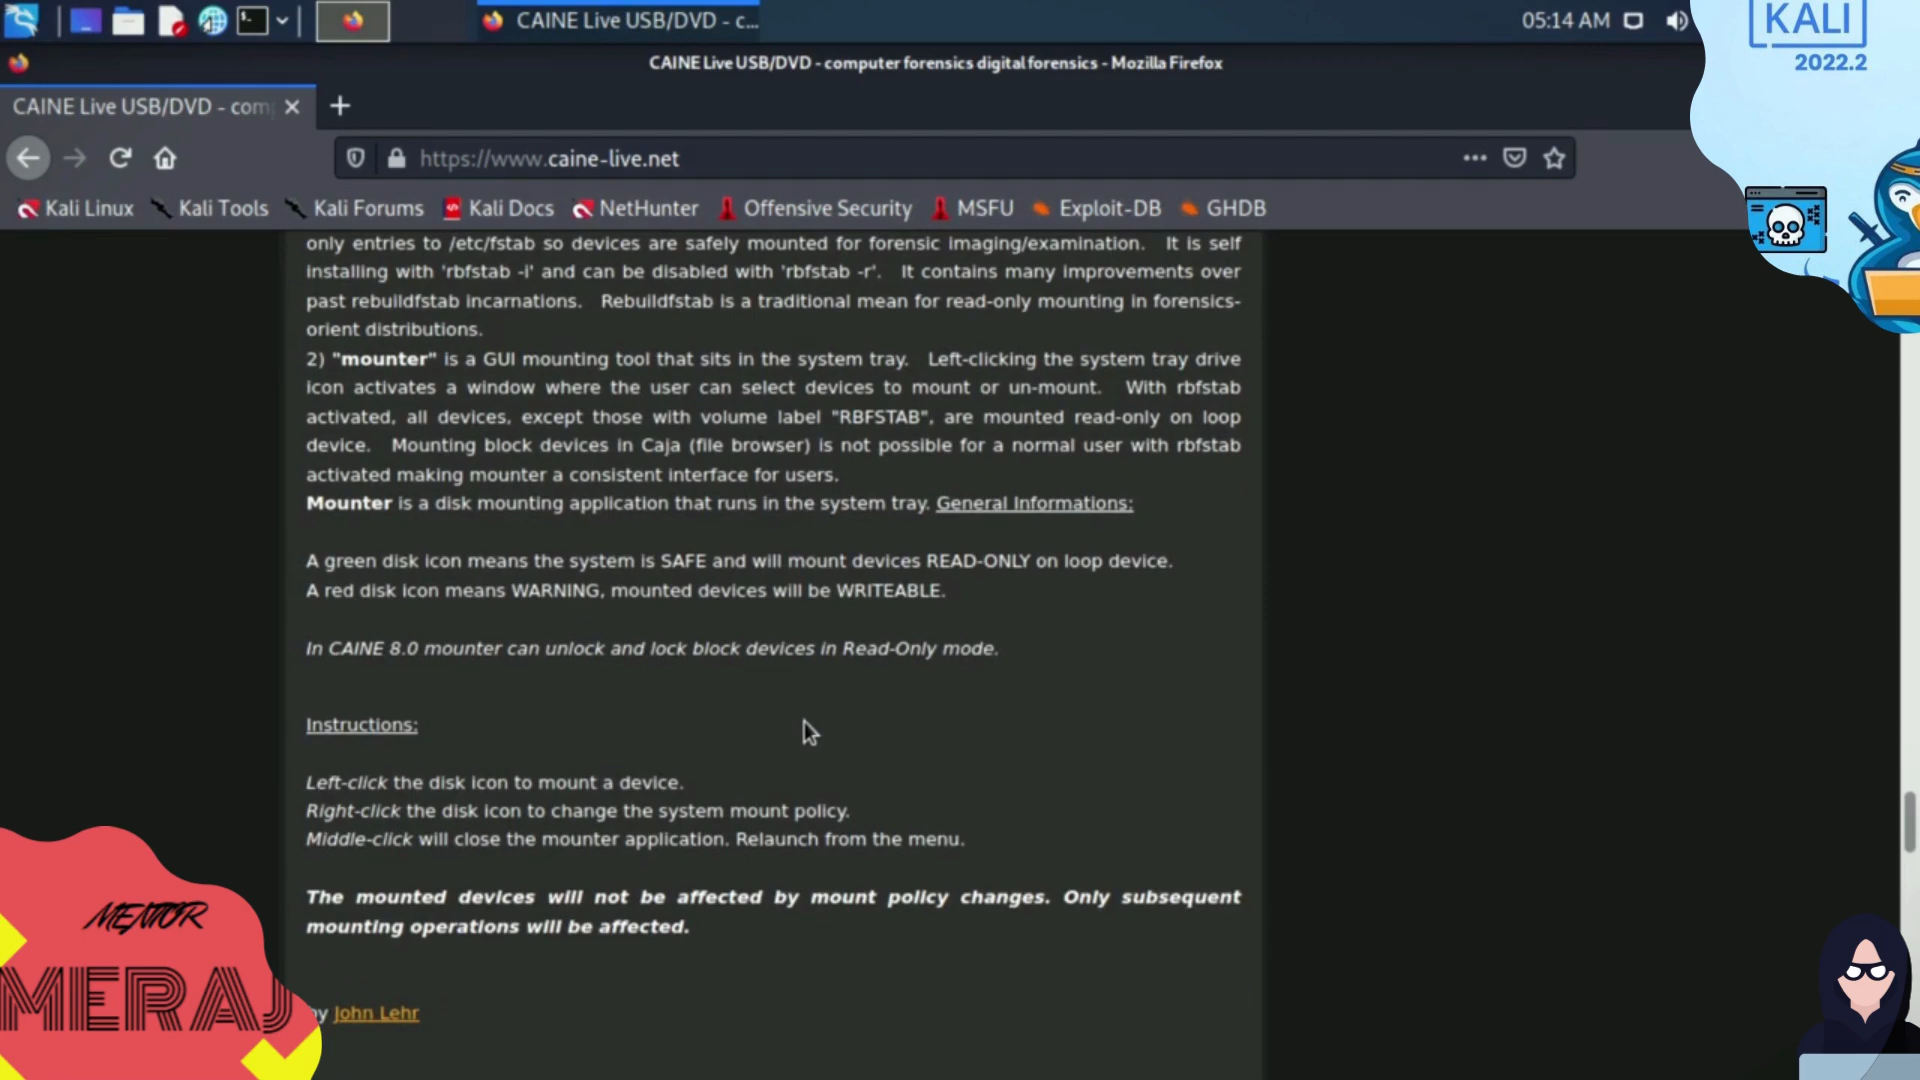 CAINE Live USB/DVD - c...
05:14 AM
KALI
2022.2
CAINE Live USB/DVD - computer forensics digital forensics - Mozilla Firefox
CAINE Live USB/DVD - com
https://www.caine-live.net
Kali Linux Kali Tools Kali Forums Kali Docs NetHunter Offensive Security MSFU Exploit-DB GHDB
only entries to /etc/fstab so devices are safely mounted for forensic imaging/examination. It is self
installing with 'rbfstab -i' and can be disabled with 'rbfstab -r'. It contains many improvements over
past rebuildfstab incarnations. Rebuildfstab is a traditional mean for read-only mounting in forensics-
orient distributions.
2) "mounter" is a GUI mounting tool that sits in the system tray. Left-clicking the system tray drive
icon activates a window where the user can select devices to mount or un-mount. With rbfstab
activated, all devices, except those with volume label "RBFSTAB", are mounted read-only on loop
device. Mounting block devices in Caja (file browser) is not possible for a normal user with rbfstab
activated making mounter a consistent interface for users.
Mounter is a disk mounting application that runs in the system tray. General Informations:
A green disk icon means the system is SAFE and will mount devices READ-ONLY on loop device.
A red disk icon means WARNING, mounted devices will be WRITEABLE.
In CAINE 8.0 mounter can unlock and lock block devices in Read-Only mode.
Instructions:
Left-click the disk icon to mount a device.
Right-click the disk icon to change the system mount policy.
Middle-click will close the mounter application. Relaunch from the menu.
The mounted devices will not be affected by mount policy changes. Only subsequent
mounting operations will be affected.
by John Lehr
MENTOR
MERAJ